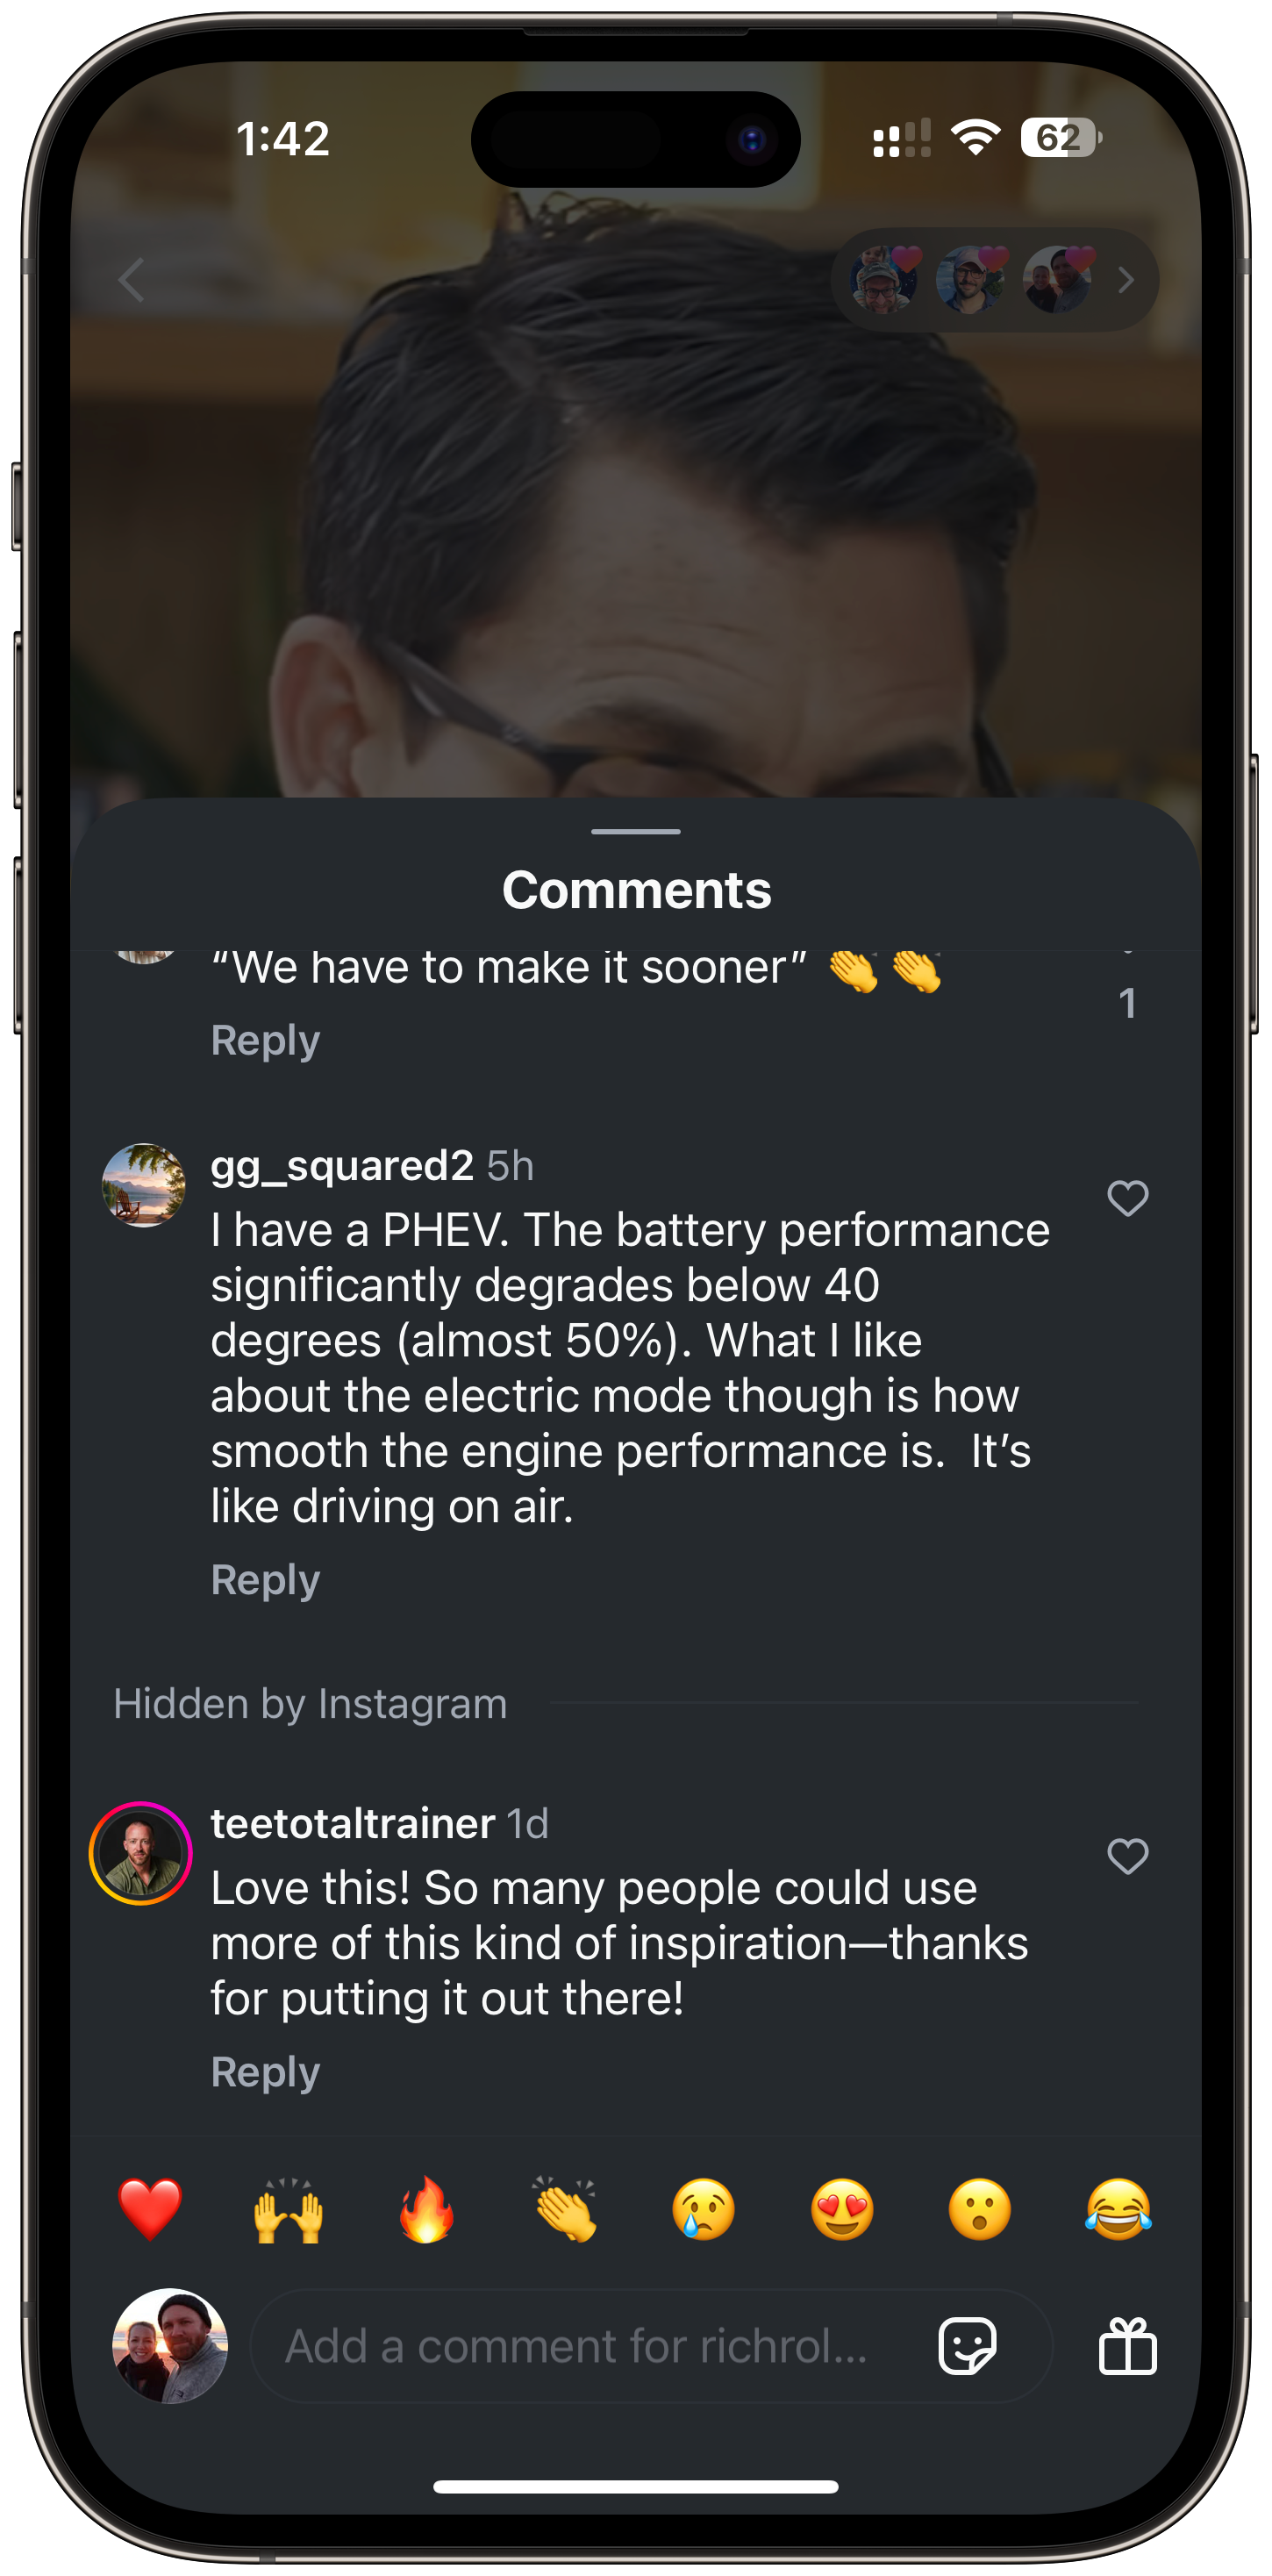 1:42
62
Comments
“We have to make it sooner” 👏 👏
1
Reply
gg_squared2 5h
I have a PHEV. The battery performance
significantly degrades below 40
degrees (almost 50%). What I like
about the electric mode though is how
smooth the engine performance is.  It’s
like driving on air.
Reply
Hidden by Instagram
teetotaltrainer 1d
Love this! So many people could use
more of this kind of inspiration—thanks
for putting it out there!
Reply
❤️ 🙌 🔥 👏 😢 😍 😮 😂
Add a comment for richrol...